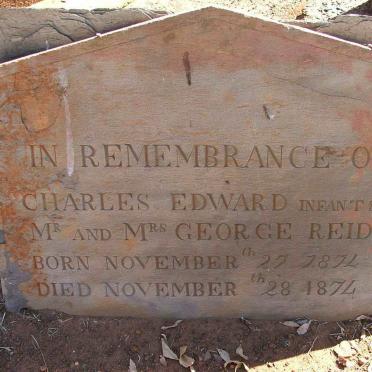 IN REMEMBRANCE O
CHARLES EDWARD INFANT
Mr AND Mrs GEORGE REID
BORN NOVEMBER th 27 1874
DIED NOVEMBER th 28 1874